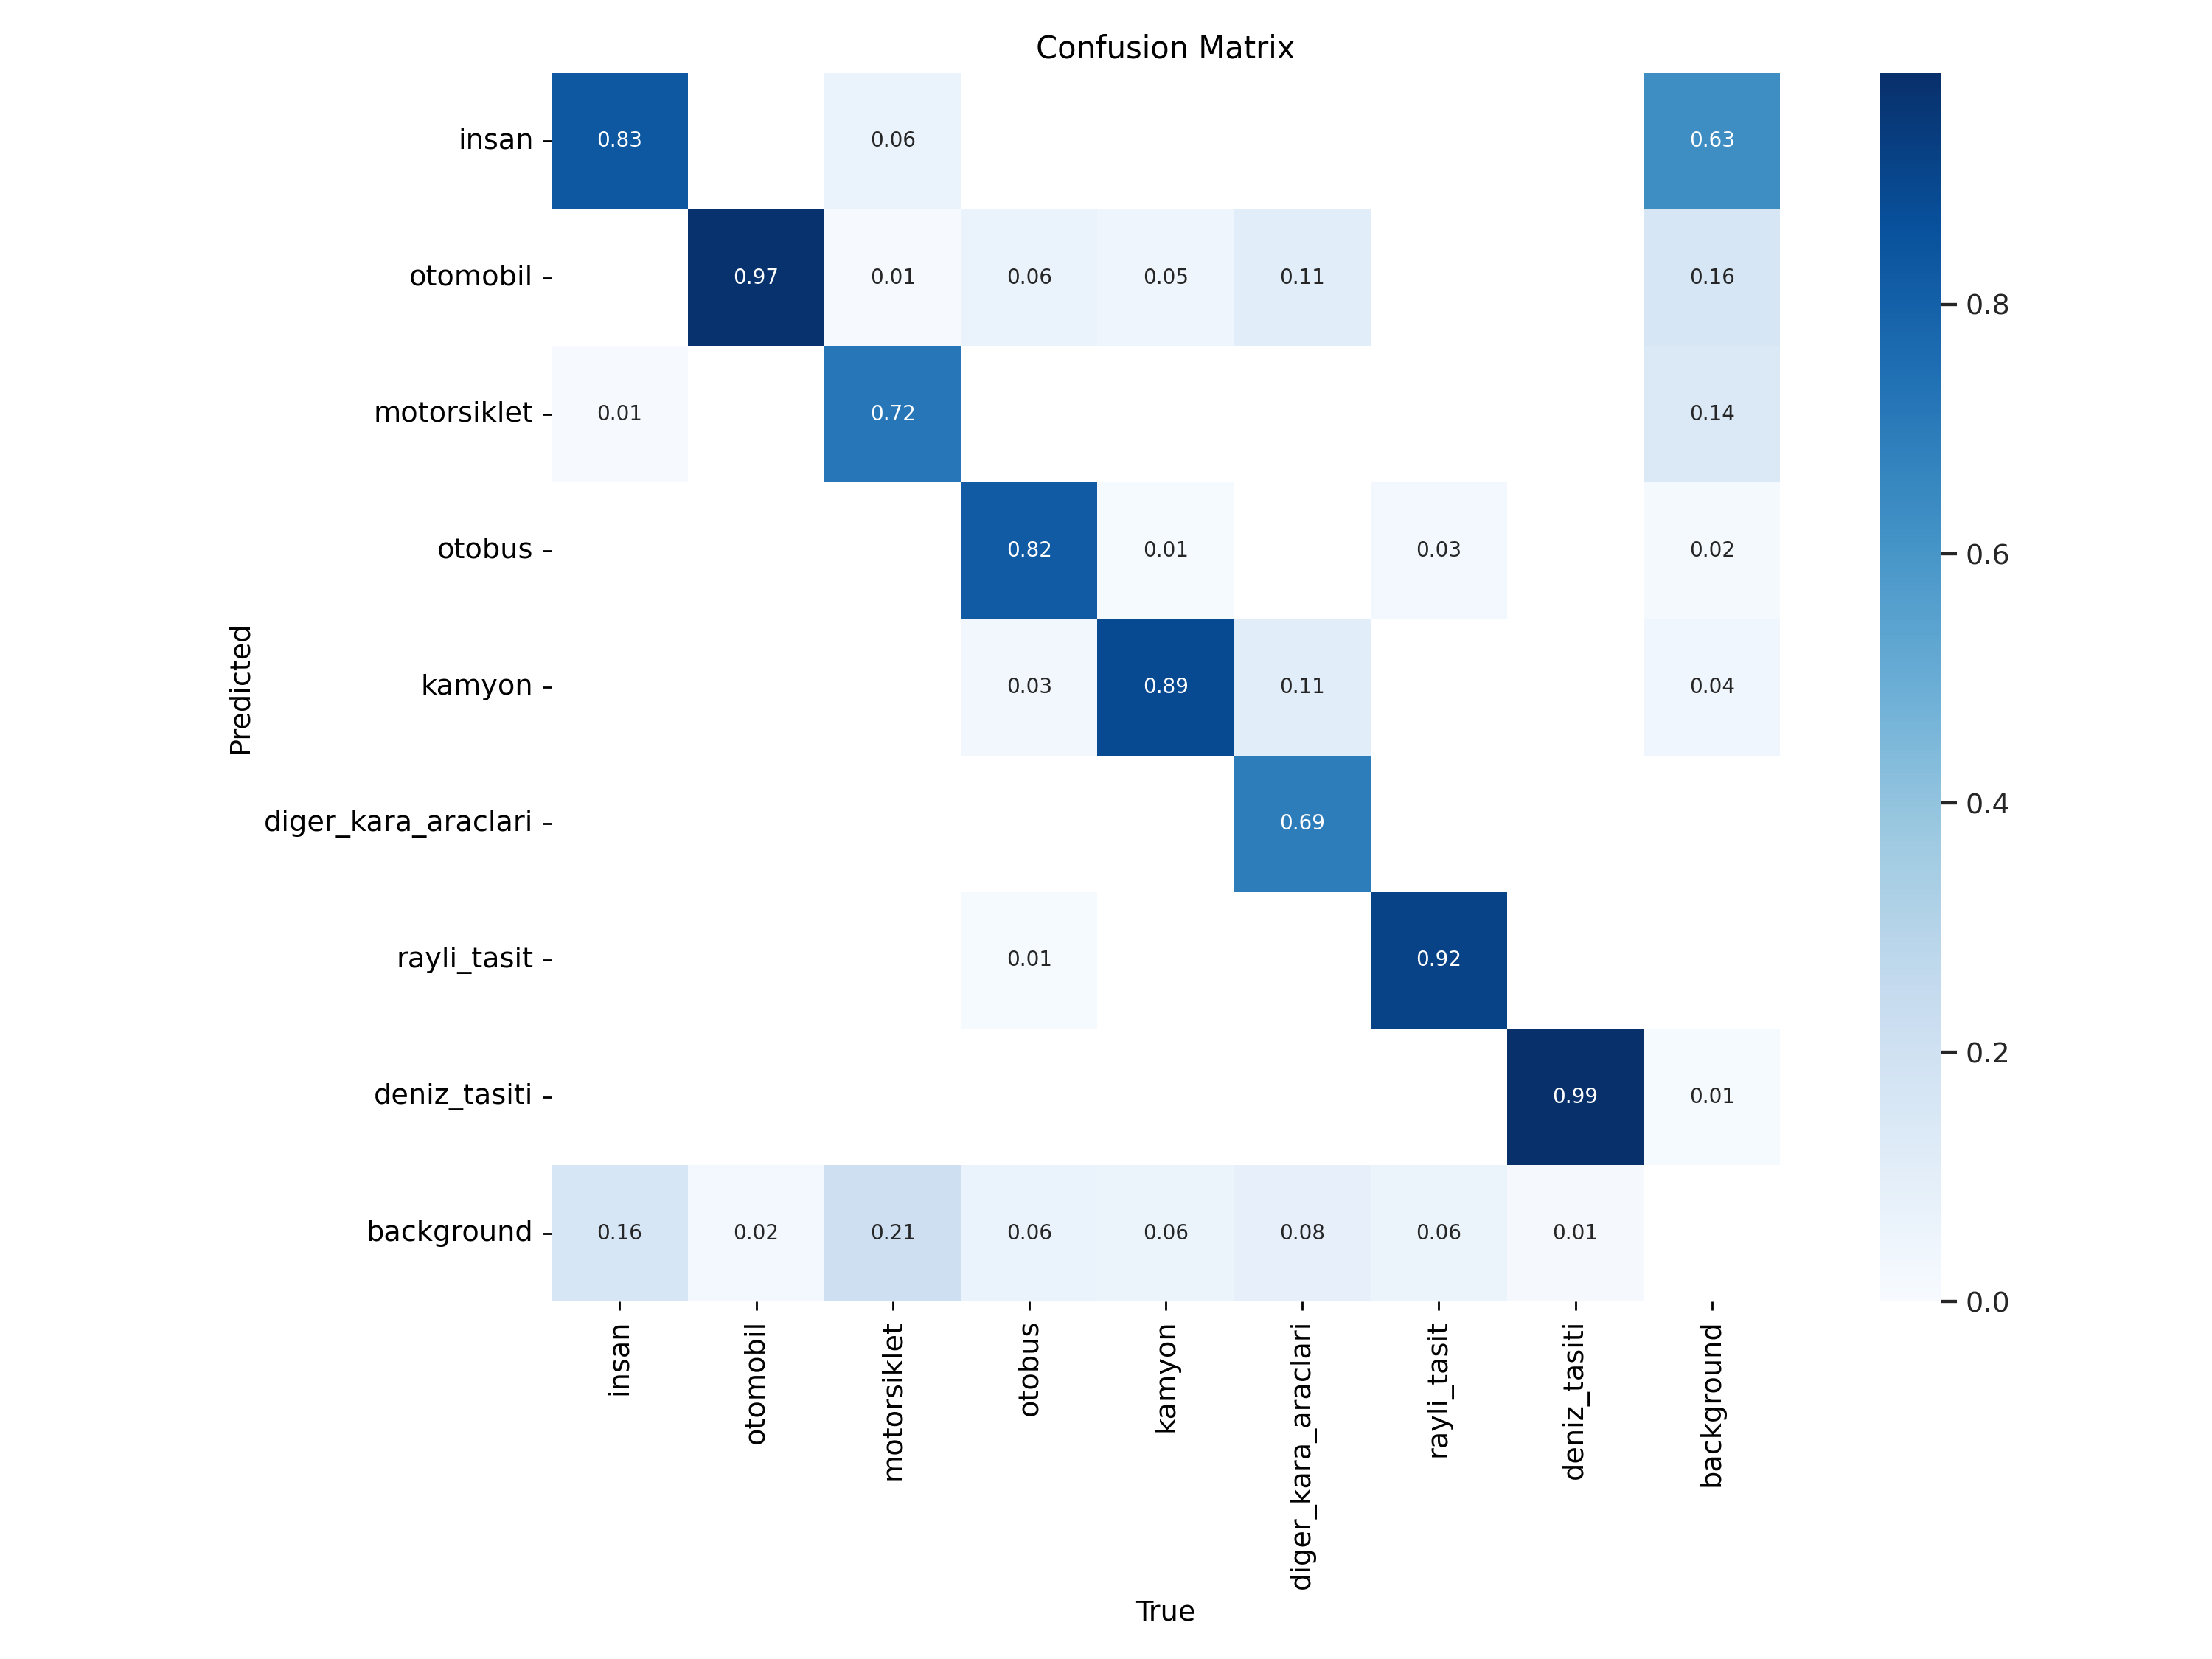 Confusion Matrix
insan 0.83 0.06 0.63
otomobil 0.97 0.01 0.06 0.05 0.11 0.16 0.8
motorsiklet 0.01 0.72 0.14
otobus 0.82 0.01 0.03 0.02 0.6
Predicted
kamyon 0.03 0.89 0.11 0.04
diger_kara_araclari 0.69 0.4
rayli_tasit 0.01 0.92
deniz_tasiti 0.99 0.01 0.2
background 0.16 0.02 0.21 0.06 0.06 0.08 0.06 0.01
0.0
insan otomobil motorsiklet otobus kamyon diger_kara_araclari rayli_tasit deniz_tasiti background
True